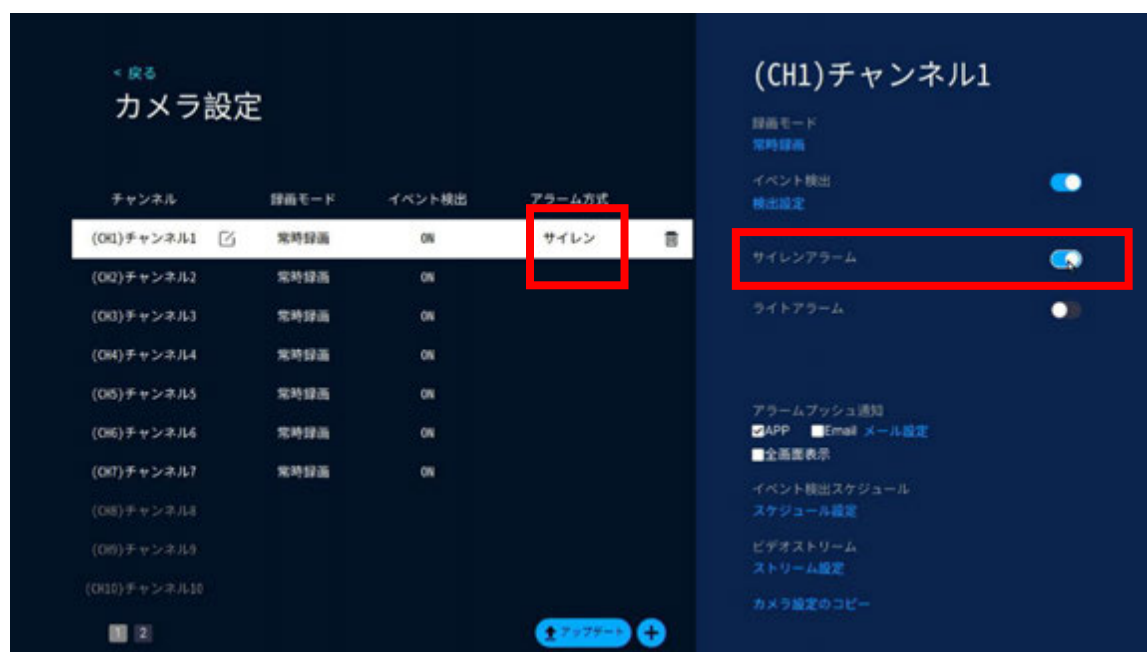 < 戻る
カメラ設定
チャンネル 録画モード イベント検出 アラーム方式
(CH1)チャンネル1 常時録画 ON サイレン
(CH2)チャンネル2 常時録画 ON
(CH3)チャンネル3 常時録画 ON
(CH4)チャンネル4 常時録画 ON
(CH5)チャンネル5 常時録画 ON
(CH6)チャンネル6 常時録画 ON
(CH7)チャンネル7 常時録画 ON
(CH8)チャンネル8
(CH9)チャンネル9
(CH10)チャンネル10
1 2
アップデート
(CH1)チャンネル1
録画モード
常時録画
イベント検出
検出設定
サイレンアラーム
ライトアラーム
アラームプッシュ通知
APP Email メール設定
全画面表示
イベント検出スケジュール
スケジュール設定
ビデオストリーム
ストリーム設定
カメラ設定のコピー